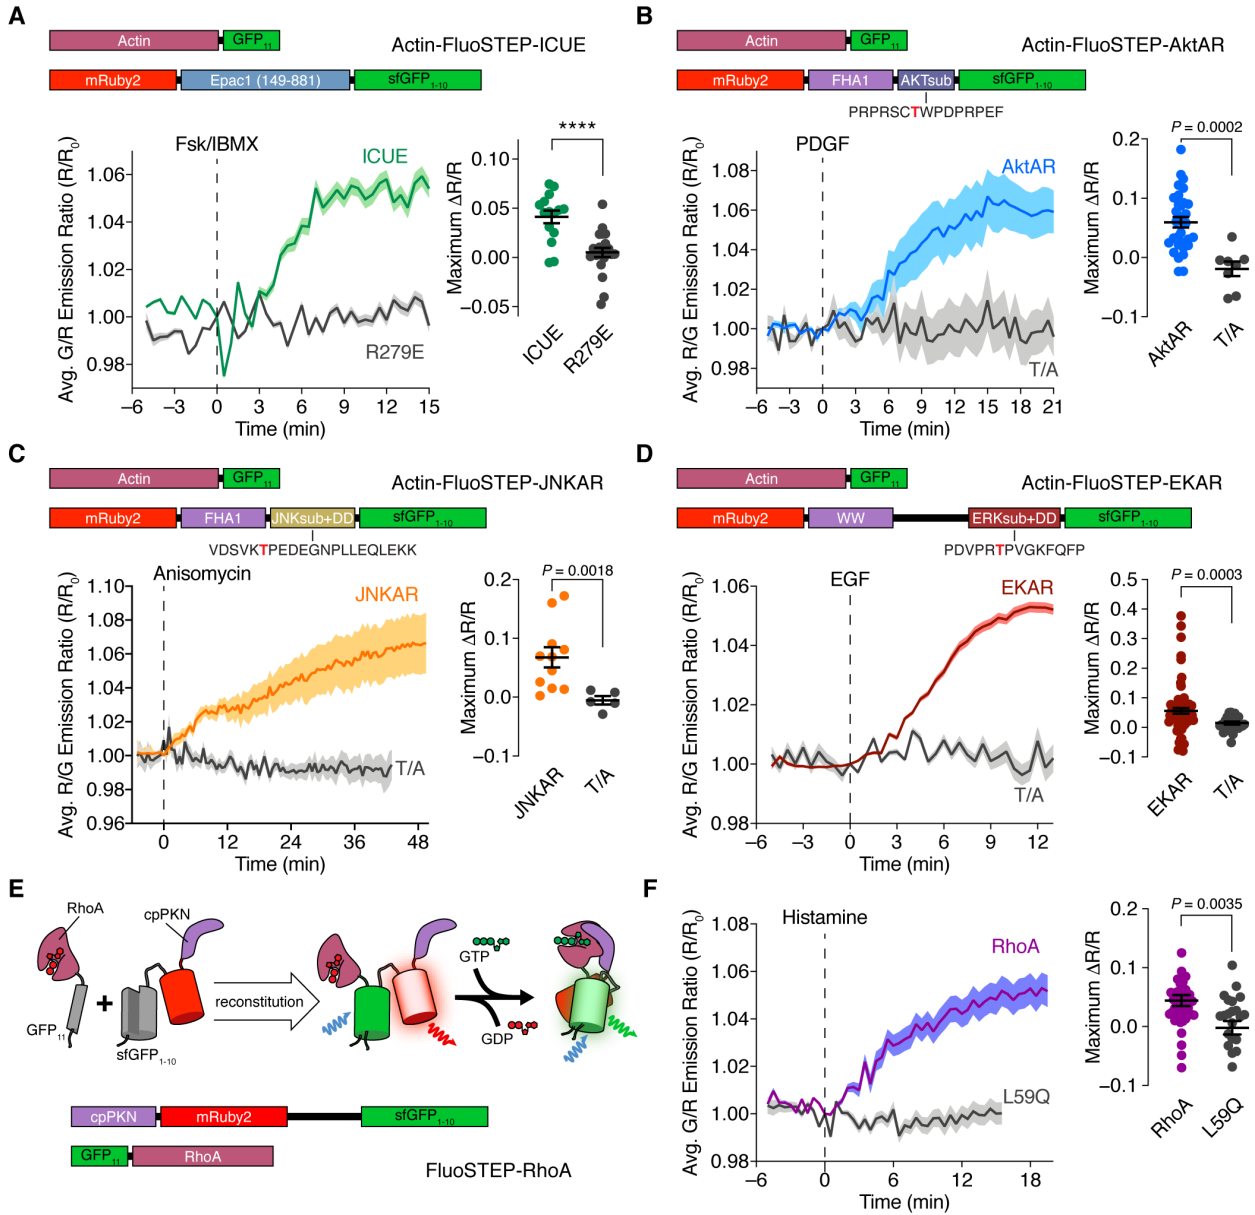 A
Actin
GFP11
Actin-FluoSTEP-ICUE
mRuby2
Epac1 (149-881)
sfGFP1-10
Avg. G/R Emission Ratio (R/R0)
Fsk/IBMX
ICUE
R279E
1.06
1.04
1.02
1.00
0.98
−6
−3
0
3
6
9
12
15
Time (min)
Maximum ΔR/R
****
0.10
0.05
0.00
−0.05
ICUE
R279E
B
Actin
GFP11
Actin-FluoSTEP-AktAR
mRuby2
FHA1
AKTsub
sfGFP1-10
PRPRSCTWPDPRPEF
Avg. R/G Emission Ratio (R/R0)
PDGF
AktAR
T/A
1.08
1.06
1.04
1.02
1.00
0.98
−6
−3
0
3
6
9
12
15
18
21
Time (min)
Maximum ΔR/R
P = 0.0002
0.2
0.1
0.0
−0.1
AktAR
T/A
C
Actin
GFP11
Actin-FluoSTEP-JNKAR
mRuby2
FHA1
JNKsub+DD
sfGFP1-10
VDSVKTPEDEGNPLLEQLEKK
Avg. R/G Emission Ratio (R/R0)
Anisomycin
JNKAR
T/A
1.10
1.08
1.06
1.04
1.02
1.00
0.98
0.96
0
12
24
36
48
Time (min)
Maximum ΔR/R
P = 0.0018
0.2
0.1
0.0
−0.1
JNKAR
T/A
D
Actin
GFP11
Actin-FluoSTEP-EKAR
mRuby2
WW
ERKsub+DD
sfGFP1-10
PDVPRTPVGKFQFP
Avg. R/G Emission Ratio (R/R0)
EGF
EKAR
T/A
1.06
1.04
1.02
1.00
0.98
−6
−3
0
3
6
9
12
Time (min)
Maximum ΔR/R
P = 0.0003
0.5
0.4
0.3
0.2
0.1
0.0
−0.1
EKAR
T/A
E
RhoA
cpPKN
GFP11
+
sfGFP1-10
reconstitution
GTP
GDP
cpPKN
mRuby2
sfGFP1-10
GFP11
RhoA
FluoSTEP-RhoA
F
Avg. G/R Emission Ratio (R/R0)
Histamine
RhoA
L59Q
1.08
1.06
1.04
1.02
1.00
0.98
−6
0
6
12
18
Time (min)
Maximum ΔR/R
P = 0.0035
0.2
0.1
0.0
−0.1
RhoA
L59Q